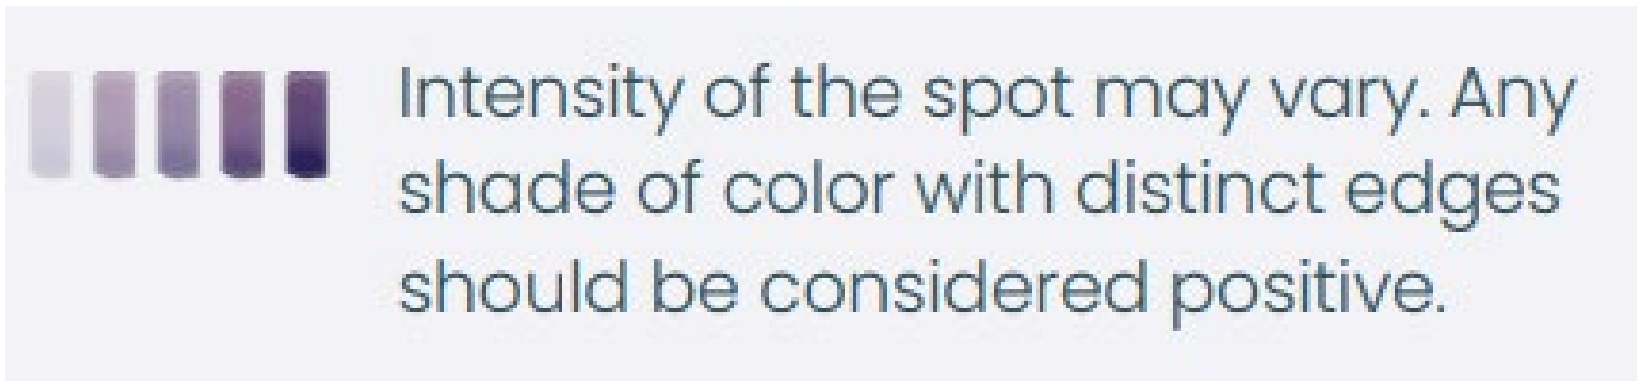 Intensity of the spot may vary. Any
shade of color with distinct edges
should be considered positive.